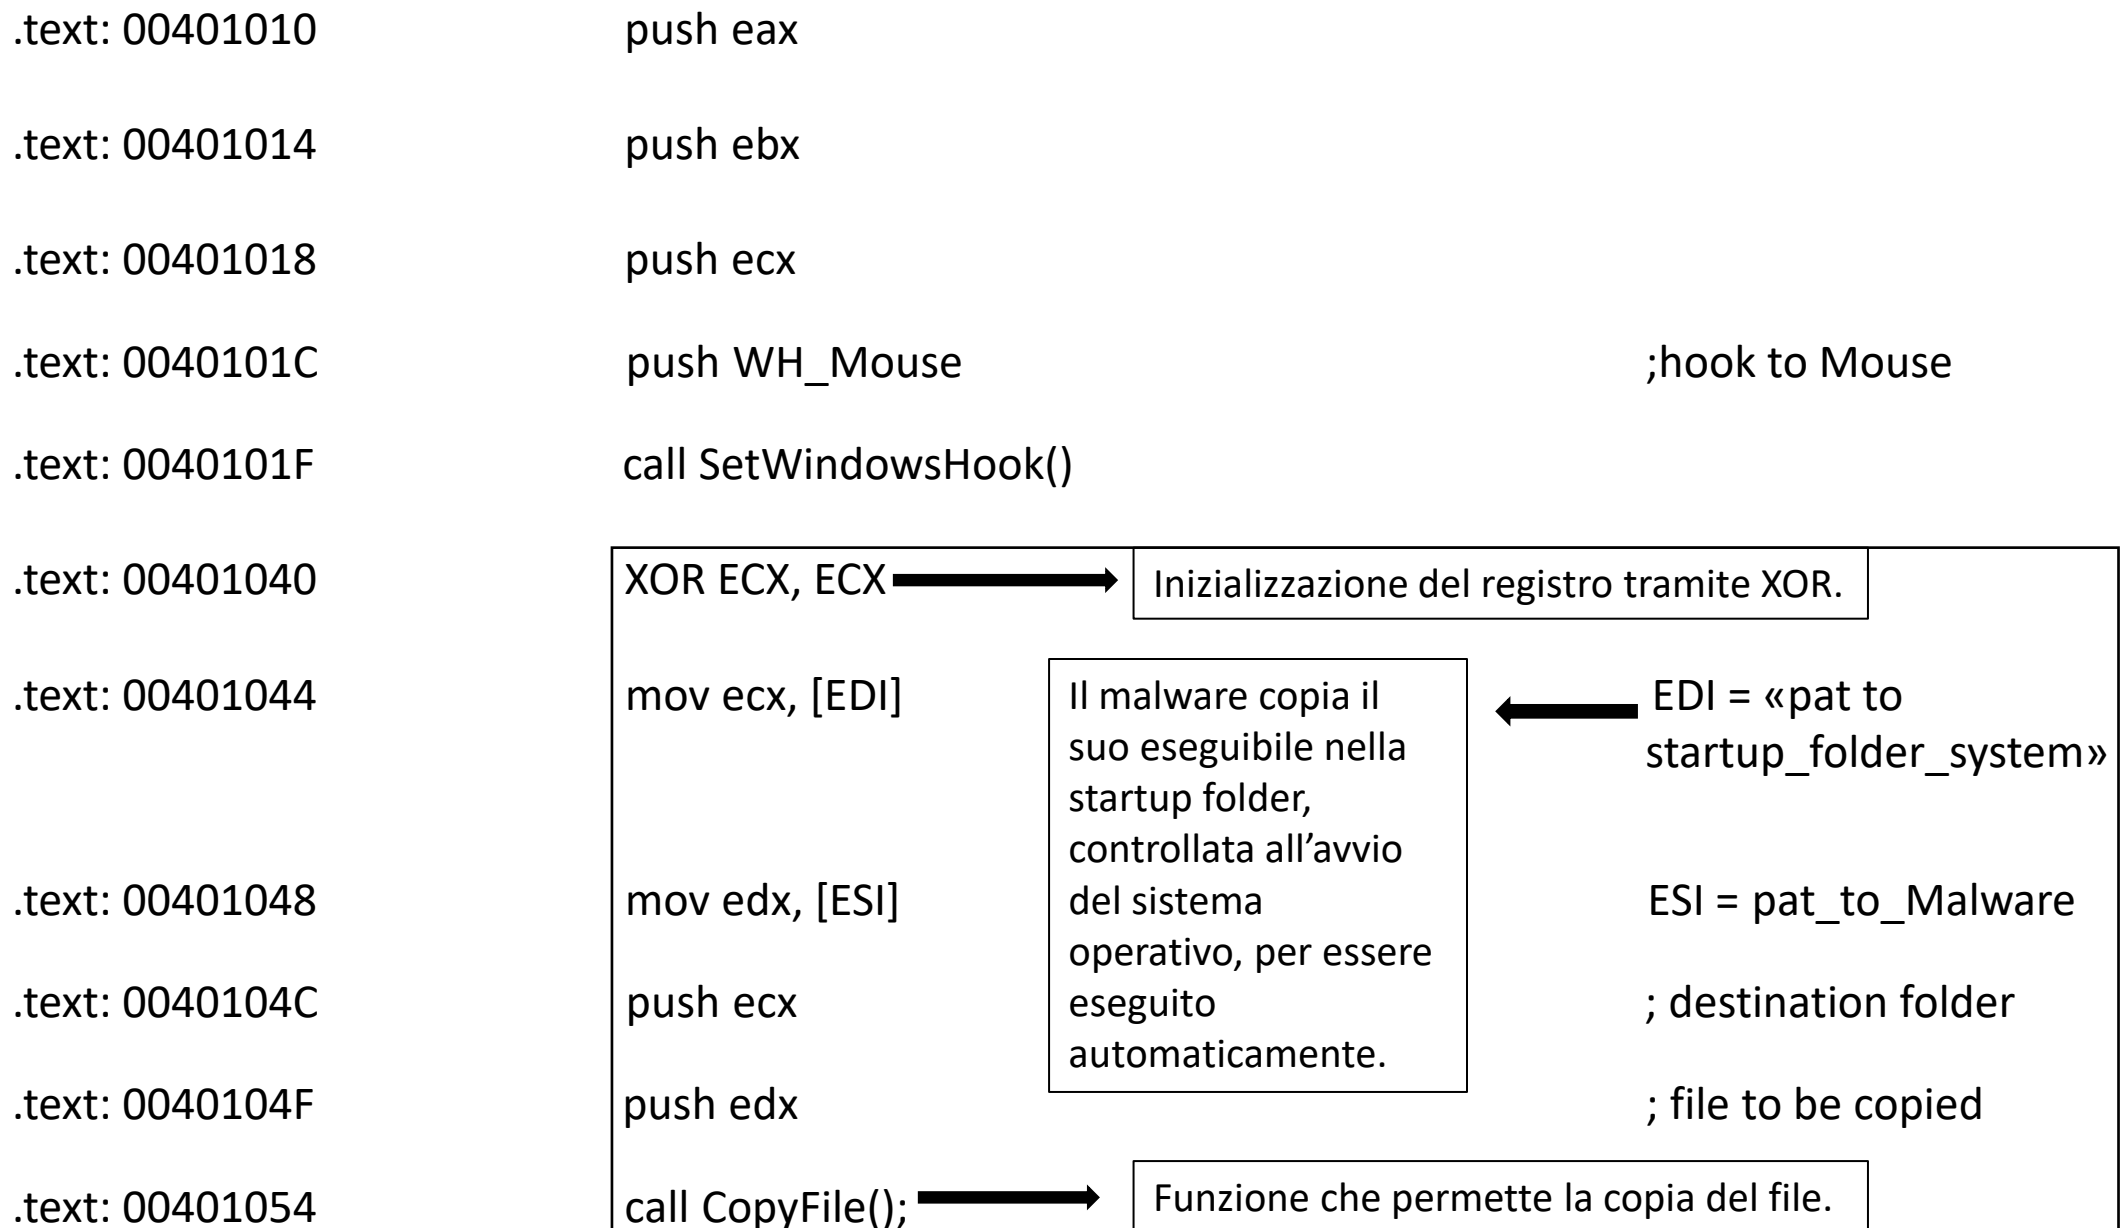 .text: 00401010 push eax
.text: 00401014 push ebx
.text: 00401018 push ecx
.text: 0040101C push WH_Mouse ;hook to Mouse
.text: 0040101F call SetWindowsHook()
.text: 00401040 XOR ECX, ECX Inizializzazione del registro tramite XOR.
.text: 00401044 mov ecx, [EDI]
Il malware copia il
suo eseguibile nella
startup folder,
controllata all’avvio
del sistema
operativo, per essere
eseguito
automaticamente.
EDI = «pat to
startup_folder_system»
.text: 00401048 mov edx, [ESI] ESI = pat_to_Malware
.text: 0040104C push ecx ; destination folder
.text: 0040104F push edx ; file to be copied
.text: 00401054 call CopyFile(); Funzione che permette la copia del file.